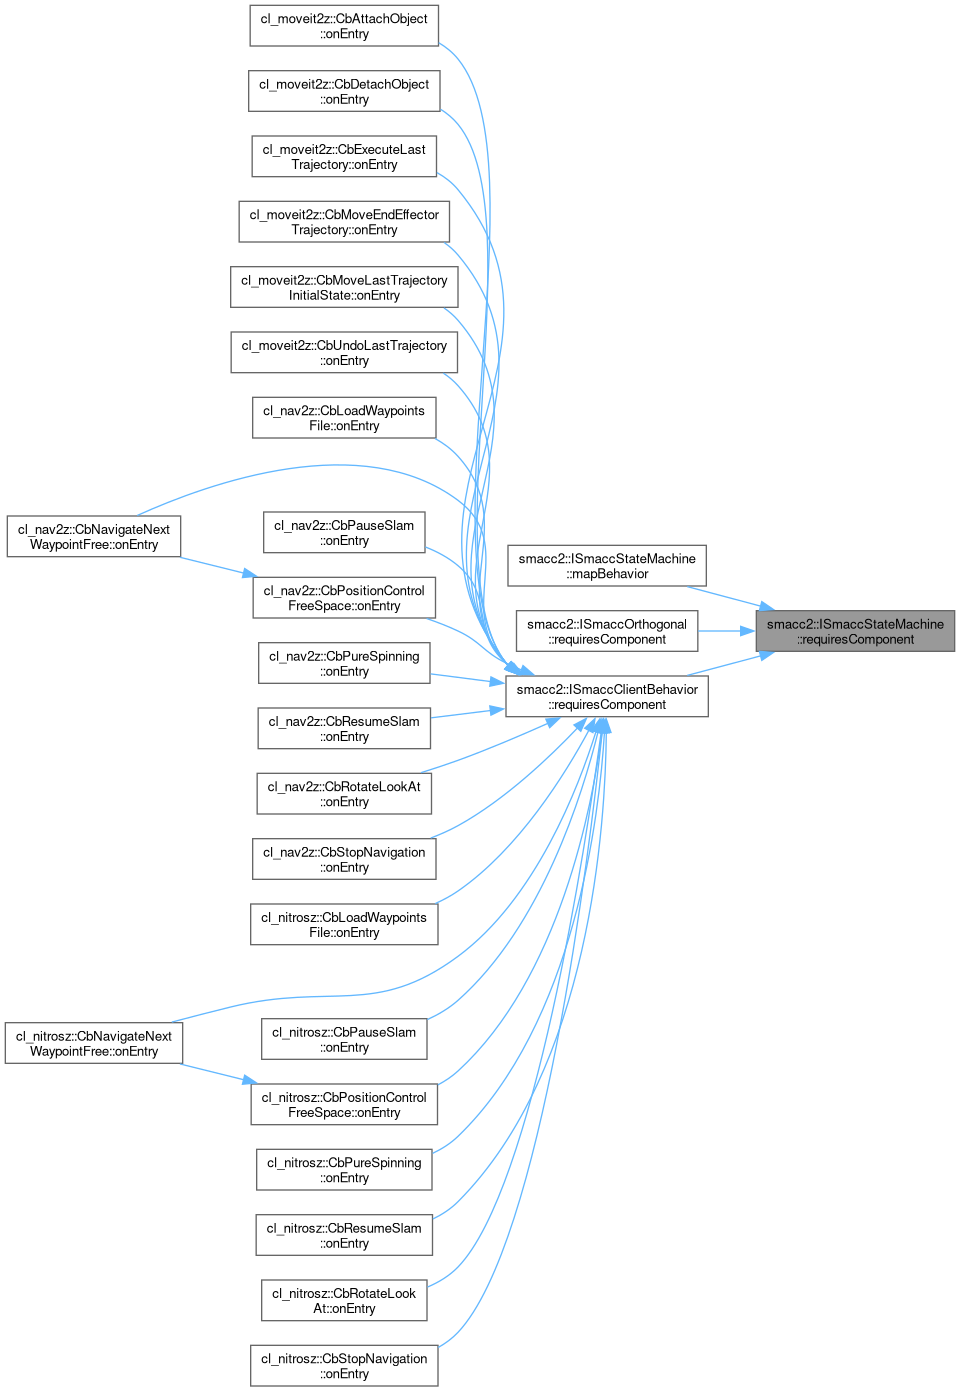 cl_moveit2z::CbAttachObject
::onEntry
cl_moveit2z::CbDetachObject
::onEntry
cl_moveit2z::CbExecuteLast
Trajectory::onEntry
cl_moveit2z::CbMoveEndEffector
Trajectory::onEntry
cl_moveit2z::CbMoveLastTrajectory
InitialState::onEntry
cl_moveit2z::CbUndoLastTrajectory
::onEntry
cl_nav2z::CbLoadWaypoints
File::onEntry
cl_nav2z::CbNavigateNext
WaypointFree::onEntry
cl_nav2z::CbPauseSlam
::onEntry
cl_nav2z::CbPositionControl
FreeSpace::onEntry
smacc2::ISmaccStateMachine
::mapBehavior
smacc2::ISmaccOrthogonal
::requiresComponent
smacc2::ISmaccStateMachine
::requiresComponent
cl_nav2z::CbPureSpinning
::onEntry
smacc2::ISmaccClientBehavior
::requiresComponent
cl_nav2z::CbResumeSlam
::onEntry
cl_nav2z::CbRotateLookAt
::onEntry
cl_nav2z::CbStopNavigation
::onEntry
cl_nitrosz::CbLoadWaypoints
File::onEntry
cl_nitrosz::CbNavigateNext
WaypointFree::onEntry
cl_nitrosz::CbPauseSlam
::onEntry
cl_nitrosz::CbPositionControl
FreeSpace::onEntry
cl_nitrosz::CbPureSpinning
::onEntry
cl_nitrosz::CbResumeSlam
::onEntry
cl_nitrosz::CbRotateLook
At::onEntry
cl_nitrosz::CbStopNavigation
::onEntry